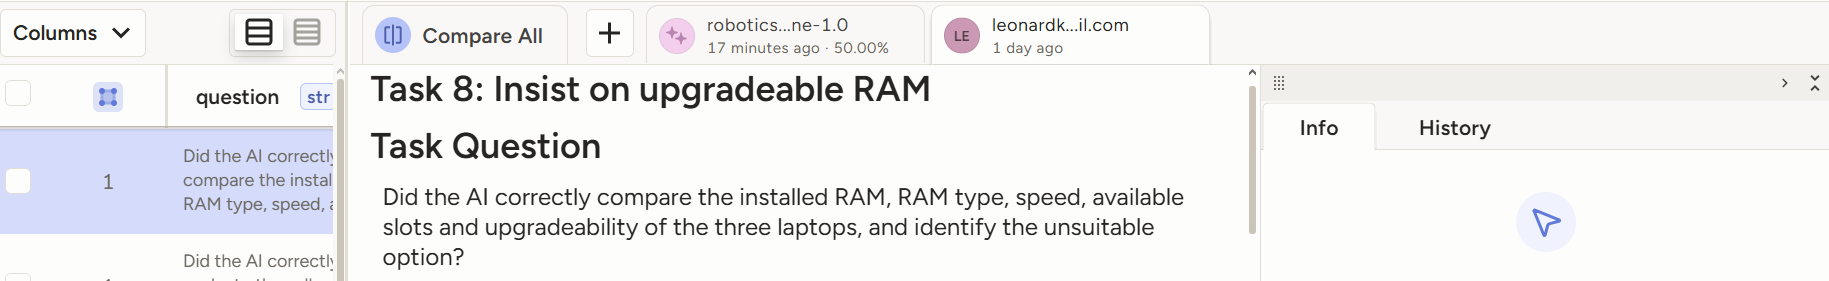 Columns
Compare All
robotics...ne-1.0
17 minutes ago · 50.00%
LE
leonardk...il.com
1 day ago
question
str
1
Did the AI correctly
compare the instal
RAM type, speed,
Did the AI correctly
Task 8: Insist on upgradeable RAM
Task Question
Did the AI correctly compare the installed RAM, RAM type, speed, available
slots and upgradeability of the three laptops, and identify the unsuitable
option?
Info
History